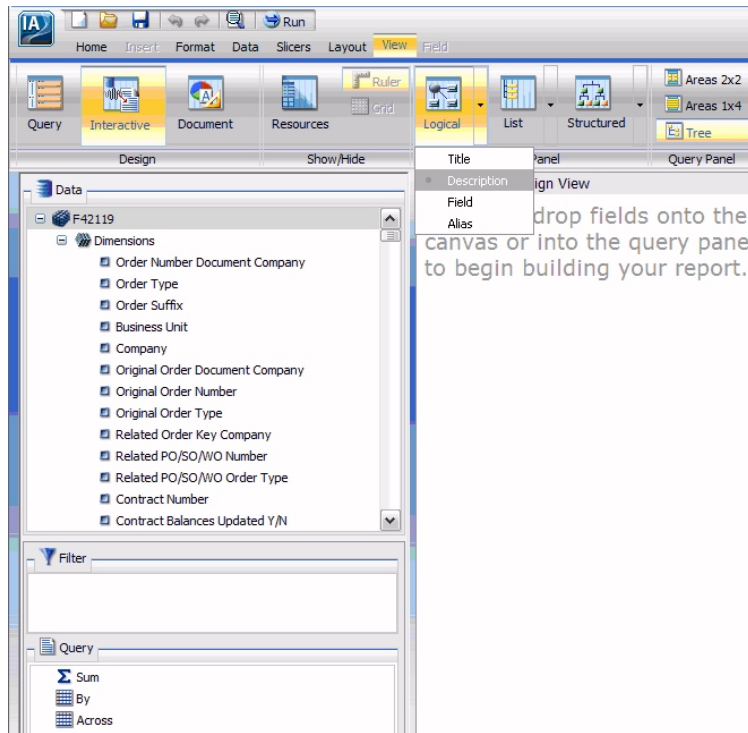 IA
Run
Home Insert Format Data Slicers Layout View Field
Query Interactive Document Resources Ruler Grid Logical List Structured Areas 2x2 Areas 1x4 Tree
Design Show/Hide Panel Query Panel
Title
Description
Field
Alias
Data
F42119
Dimensions
Order Number Document Company
Order Type
Order Suffix
Business Unit
Company
Original Order Document Company
Original Order Number
Original Order Type
Related Order Key Company
Related PO/SO/WO Number
Related PO/SO/WO Order Type
Contract Number
Contract Balances Updated Y/N
ign View
drop fields onto the
canvas or into the query pane
to begin building your report.
Filter
Query
Sum
By
Across